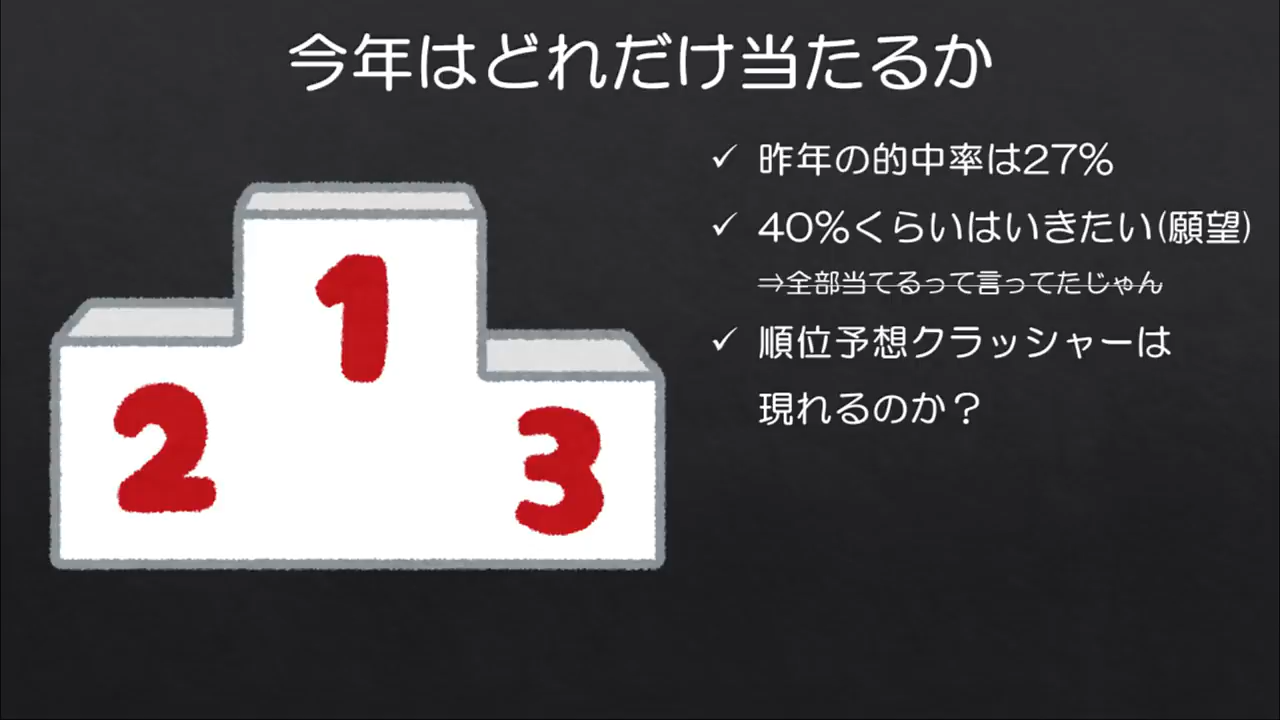 今年はどれだけ当たるか
昨年の的中率は27%
40%くらいはいきたい(願望)
⇒全部当てるって言ってたじゃん
順位予想クラッシャーは
現れるのか？
1
2
3